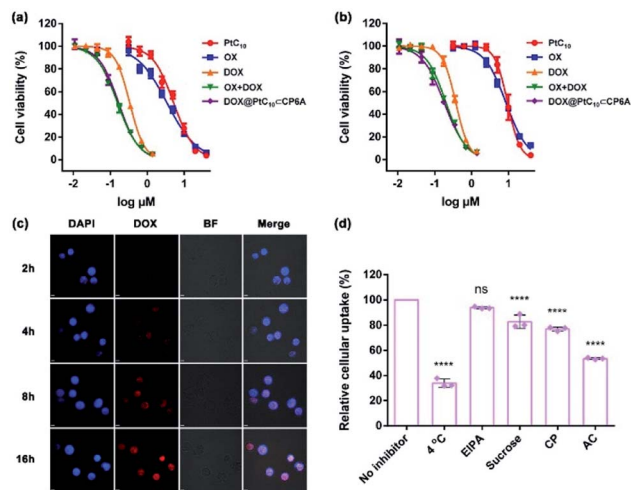 (a)
Cell viability (%)
120
100
80
60
40
20
0
-2
-1
0
1
log μM
PtC₁₀
OX
DOX
OX+DOX
DOX@PtC₁₀⊂CP6A
(b)
Cell viability (%)
120
100
80
60
40
20
0
-2
-1
0
1
log μM
PtC₁₀
OX
DOX
OX+DOX
DOX@PtC₁₀⊂CP6A
(c)
DAPI DOX BF Merge
2h
4h
8h
16h
(d)
Relative cellular uptake (%)
120
100
80
60
40
20
0
****
ns
****
****
****
No inhibitor
4 °C
EIPA
Sucrose
CP
AC